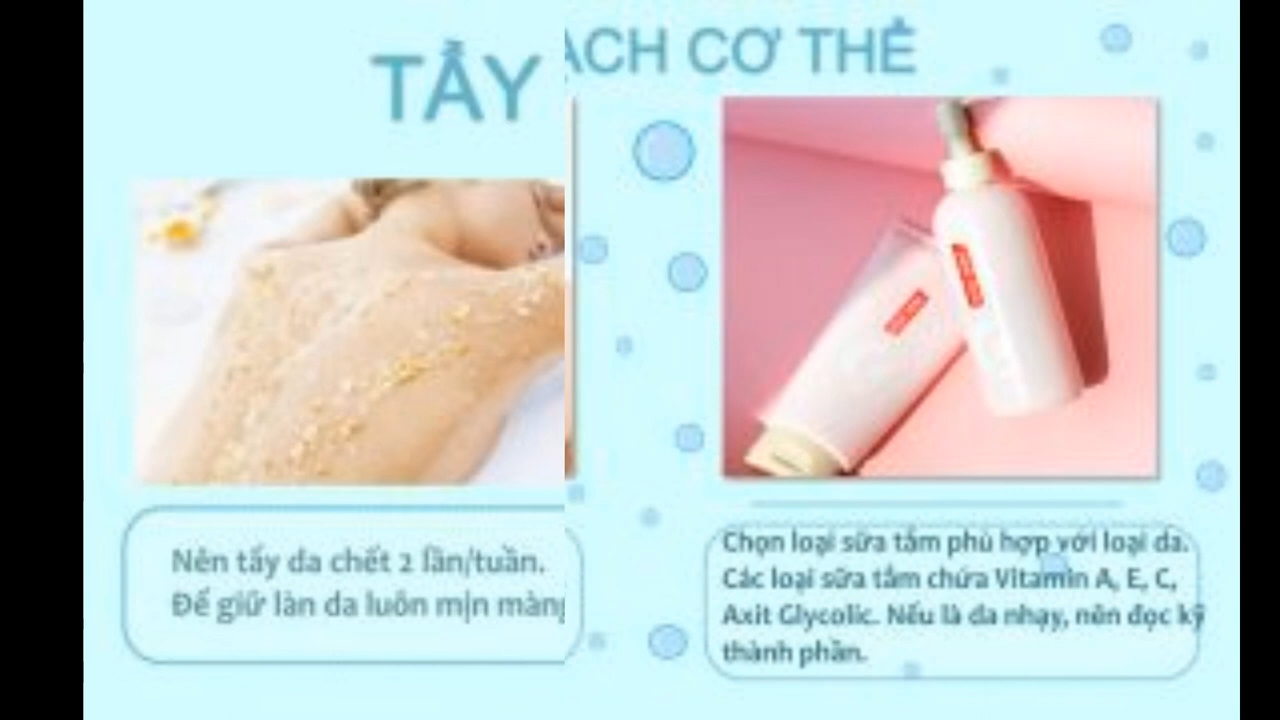 TẨY
ACH CƠ THỂ
Nên tẩy da chết 2 lần/tuần.
Để giữ làn da luôn mịn màng
Chọn loại sữa tắm phù hợp với loại da.
Các loại sữa tắm chứa Vitamin A, E, C,
Axit Glycolic. Nếu là da nhạy, nên đọc kỹ
thành phần.